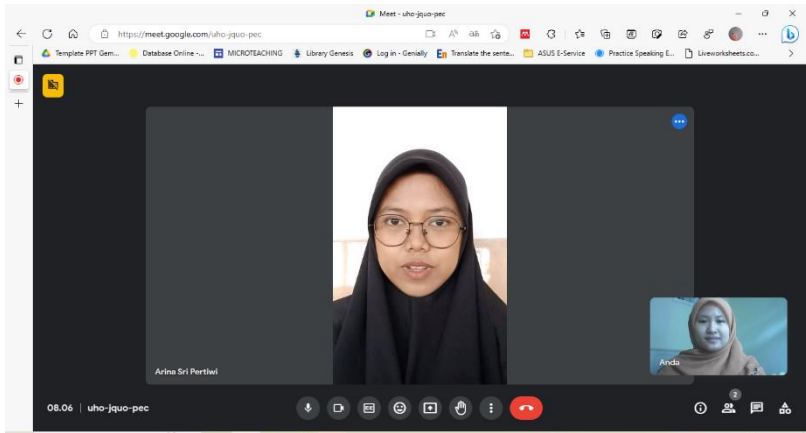 Meet - uho-jquo-pec
https://meet.google.com/uho-jquo-pec
Template PPT Gem...
Database Online -...
MICROTEACHING
Library Genesis
Log in - Genially
Translate the sente...
ASUS E-Service
Practice Speaking E...
Liveworksheets.co...
Arina Sri Pertiwi
Anda
08.06 | uho-jquo-pec
2